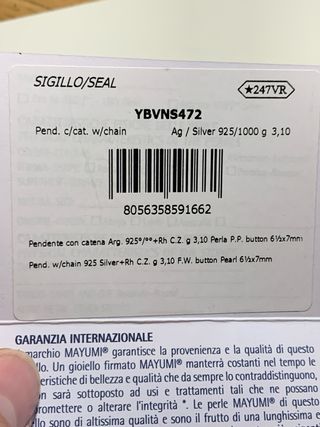 SIGILLO/SEAL
★247VR
YBVNS472
Pend. c/cat. w/chain Ag / Silver 925/1000 g 3,10
8056358591662
Pendente con catena Arg. 925°/°°+Rh C.Z. g 3,10 Perla P.P. button 6½x7mm
Pend. w/chain 925 Silver+Rh C.Z. g 3,10 F.W. button Pearl 6½x7mm
GARANZIA INTERNAZIONALE
marchio MAYUMI® garantisce la provenienza e la qualità di questo
llo. Un gioiello firmato MAYUMI® manterrà costanti nel tempo le
eristiche di bellezza e qualità che da sempre lo contraddistinguono,
n sarà sottoposto ad usi e trattamenti tali che ne possano
romettere o alterare l'integrità*. Le perle MAYUMI® di questo
llo sono di altissima qualità e sono il frutto di una lunghissima e